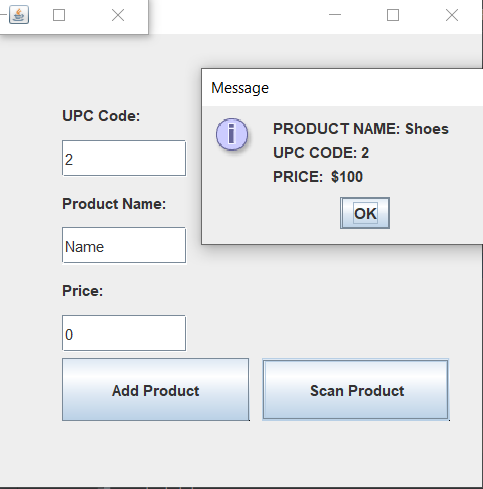 Message
PRODUCT NAME: Shoes
UPC CODE: 2
PRICE: $100
OK
UPC Code:
2
Product Name:
Name
Price:
0
Add Product
Scan Product